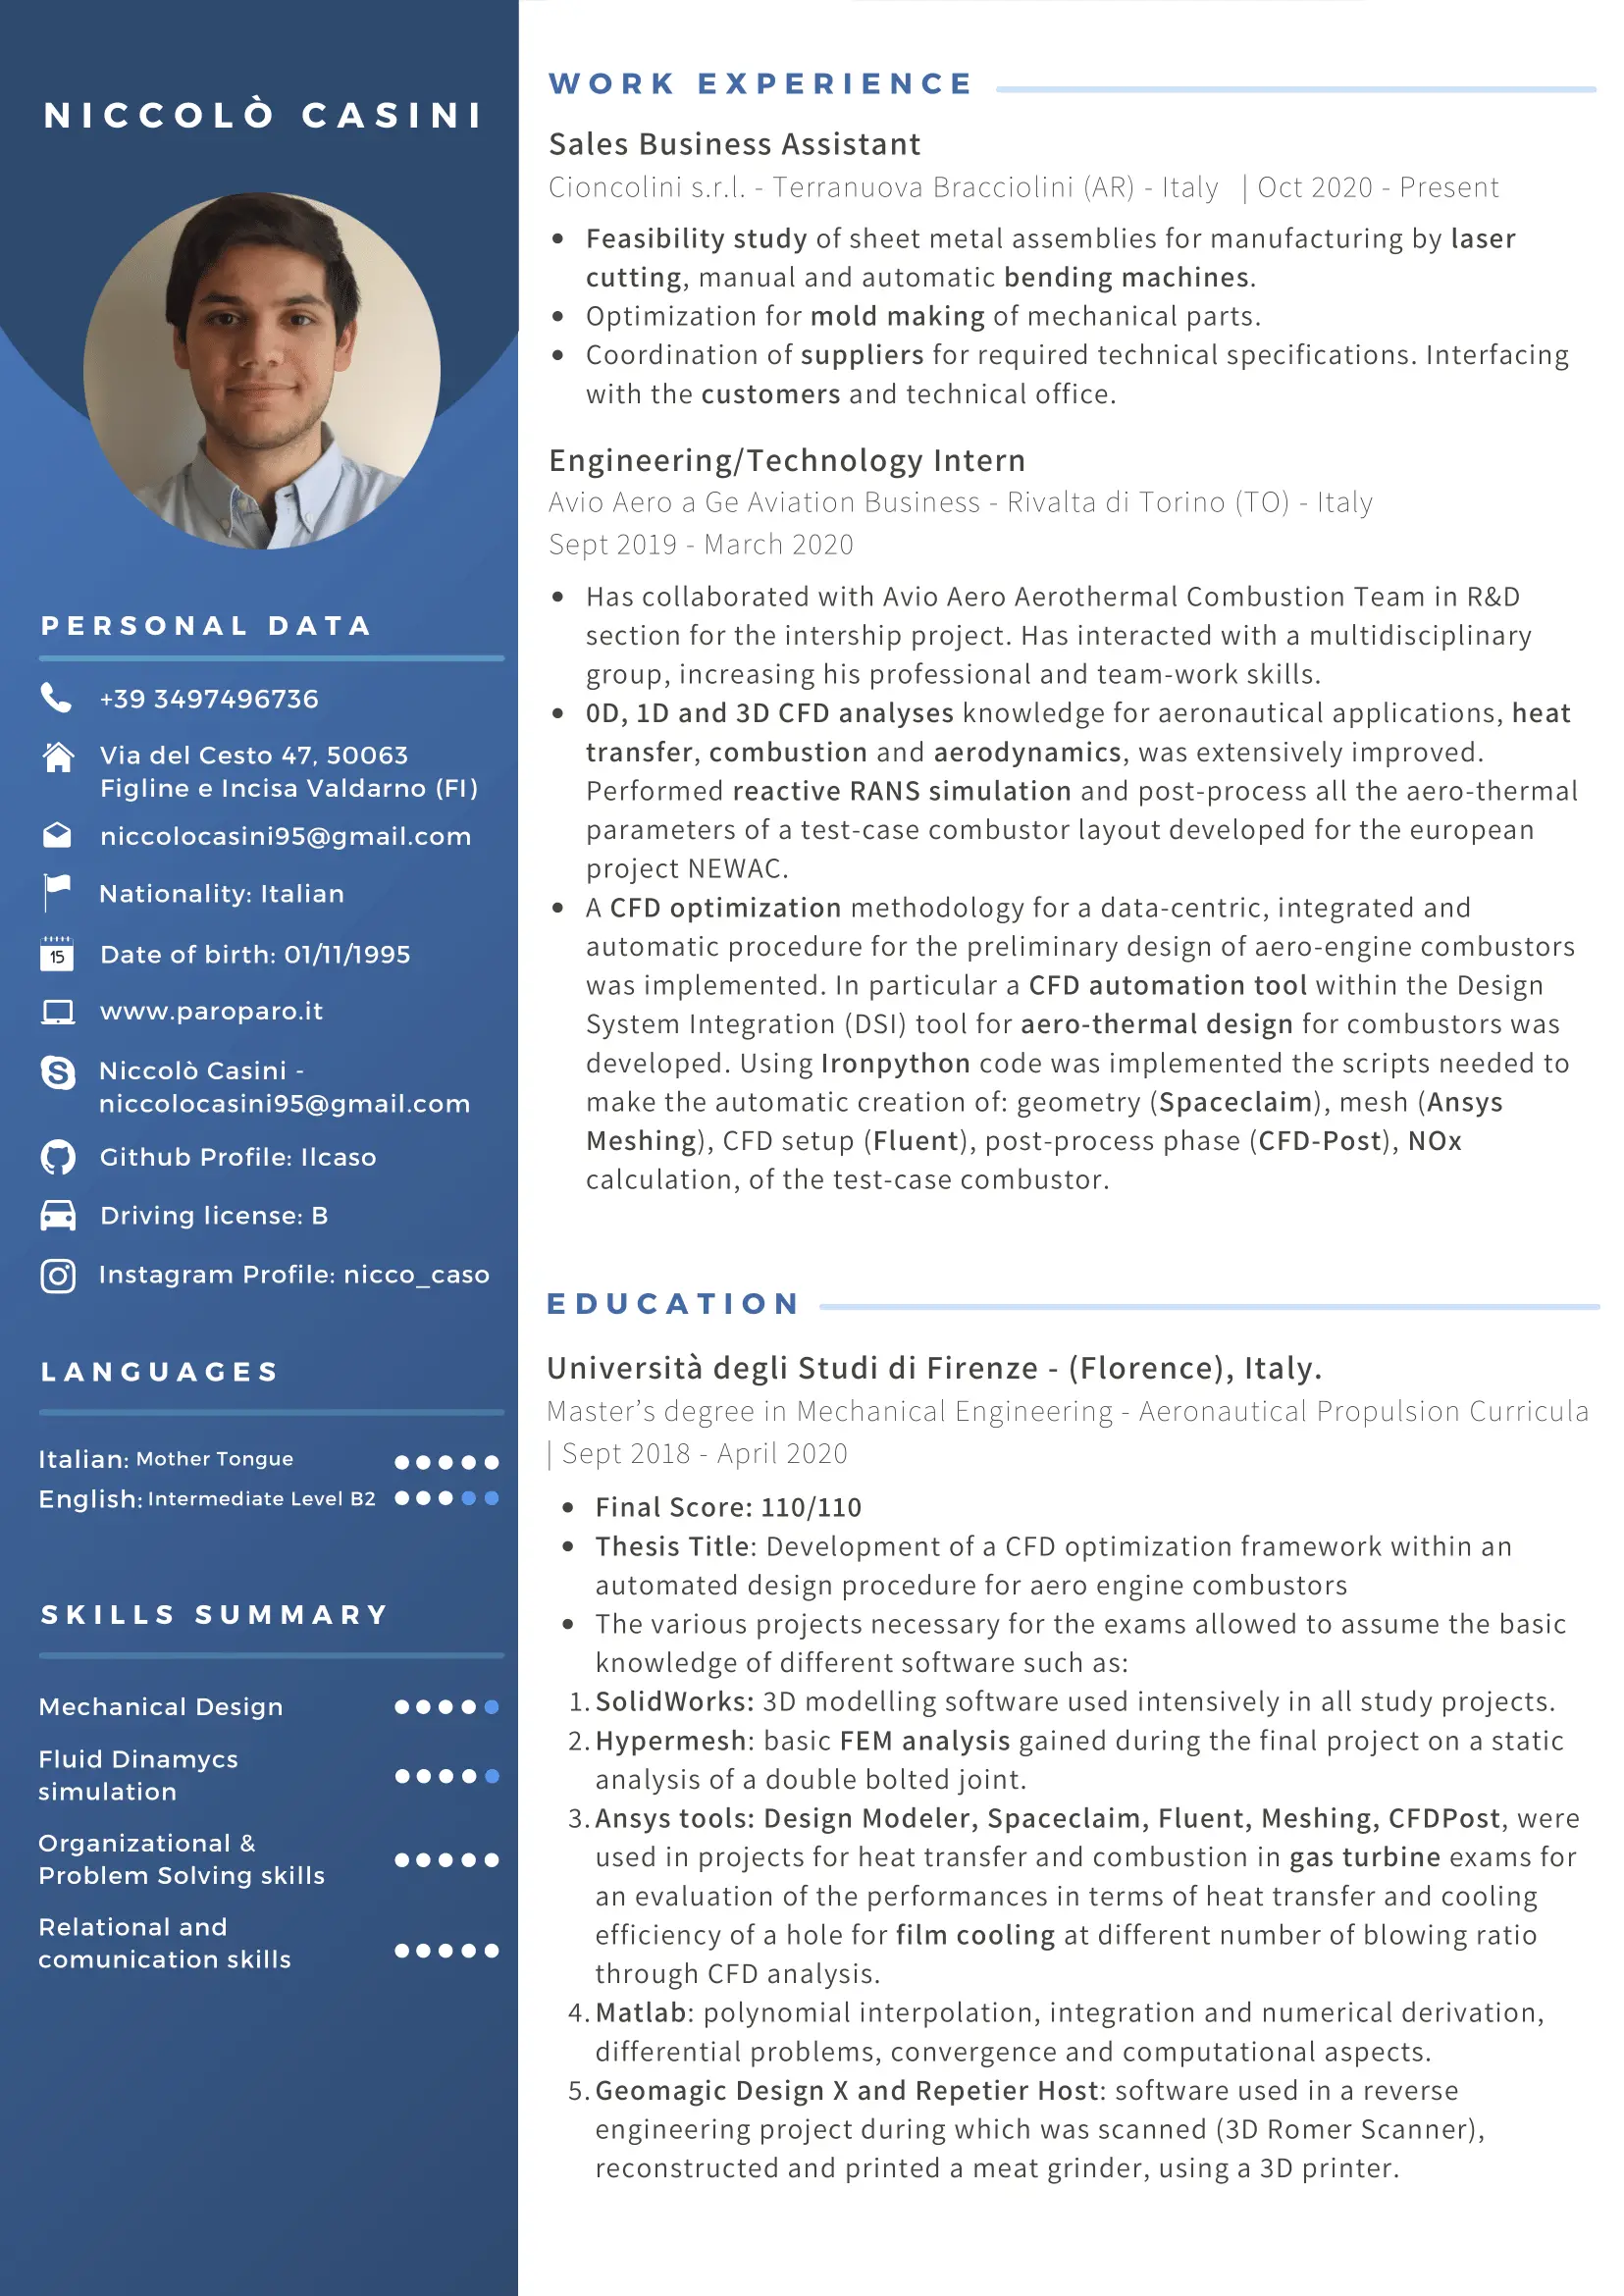 NICCOLÒ CASINI
PERSONAL DATA
+39 3497496736
Via del Cesto 47, 50063
Figline e Incisa Valdarno (FI)
niccolocasini95@gmail.com
Nationality: Italian
15
Date of birth: 01/11/1995
www.paroparo.it
Niccolò Casini -
niccolocasini95@gmail.com
Github Profile: Ilcaso
Driving license: B
Instagram Profile: nicco_caso
LANGUAGES
Italian: Mother Tongue
English: Intermediate Level B2
SKILLS SUMMARY
Mechanical Design
Fluid Dinamycs
simulation
Organizational &
Problem Solving skills
Relational and
comunication skills
WORK EXPERIENCE
Sales Business Assistant
Cioncolini s.r.l. - Terranuova Bracciolini (AR) - Italy | Oct 2020 - Present
• Feasibility study of sheet metal assemblies for manufacturing by laser
cutting, manual and automatic bending machines.
• Optimization for mold making of mechanical parts.
• Coordination of suppliers for required technical specifications. Interfacing
with the customers and technical office.
Engineering/Technology Intern
Avio Aero a Ge Aviation Business - Rivalta di Torino (TO) - Italy
Sept 2019 - March 2020
• Has collaborated with Avio Aero Aerothermal Combustion Team in R&D
section for the intership project. Has interacted with a multidisciplinary
group, increasing his professional and team-work skills.
• 0D, 1D and 3D CFD analyses knowledge for aeronautical applications, heat
transfer, combustion and aerodynamics, was extensively improved.
Performed reactive RANS simulation and post-process all the aero-thermal
parameters of a test-case combustor layout developed for the european
project NEWAC.
• A CFD optimization methodology for a data-centric, integrated and
automatic procedure for the preliminary design of aero-engine combustors
was implemented. In particular a CFD automation tool within the Design
System Integration (DSI) tool for aero-thermal design for combustors was
developed. Using Ironpython code was implemented the scripts needed to
make the automatic creation of: geometry (Spaceclaim), mesh (Ansys
Meshing), CFD setup (Fluent), post-process phase (CFD-Post), NOx
calculation, of the test-case combustor.
EDUCATION
Università degli Studi di Firenze - (Florence), Italy.
Master's degree in Mechanical Engineering - Aeronautical Propulsion Curricula
| Sept 2018 - April 2020
• Final Score: 110/110
• Thesis Title: Development of a CFD optimization framework within an
automated design procedure for aero engine combustors
• The various projects necessary for the exams allowed to assume the basic
knowledge of different software such as:
1. SolidWorks: 3D modelling software used intensively in all study projects.
2. Hypermesh: basic FEM analysis gained during the final project on a static
analysis of a double bolted joint.
3. Ansys tools: Design Modeler, Spaceclaim, Fluent, Meshing, CFDPost, were
used in projects for heat transfer and combustion in gas turbine exams for
an evaluation of the performances in terms of heat transfer and cooling
efficiency of a hole for film cooling at different number of blowing ratio
through CFD analysis.
4. Matlab: polynomial interpolation, integration and numerical derivation,
differential problems, convergence and computational aspects.
5. Geomagic Design X and Repetier Host: software used in a reverse
engineering project during which was scanned (3D Romer Scanner),
reconstructed and printed a meat grinder, using a 3D printer.